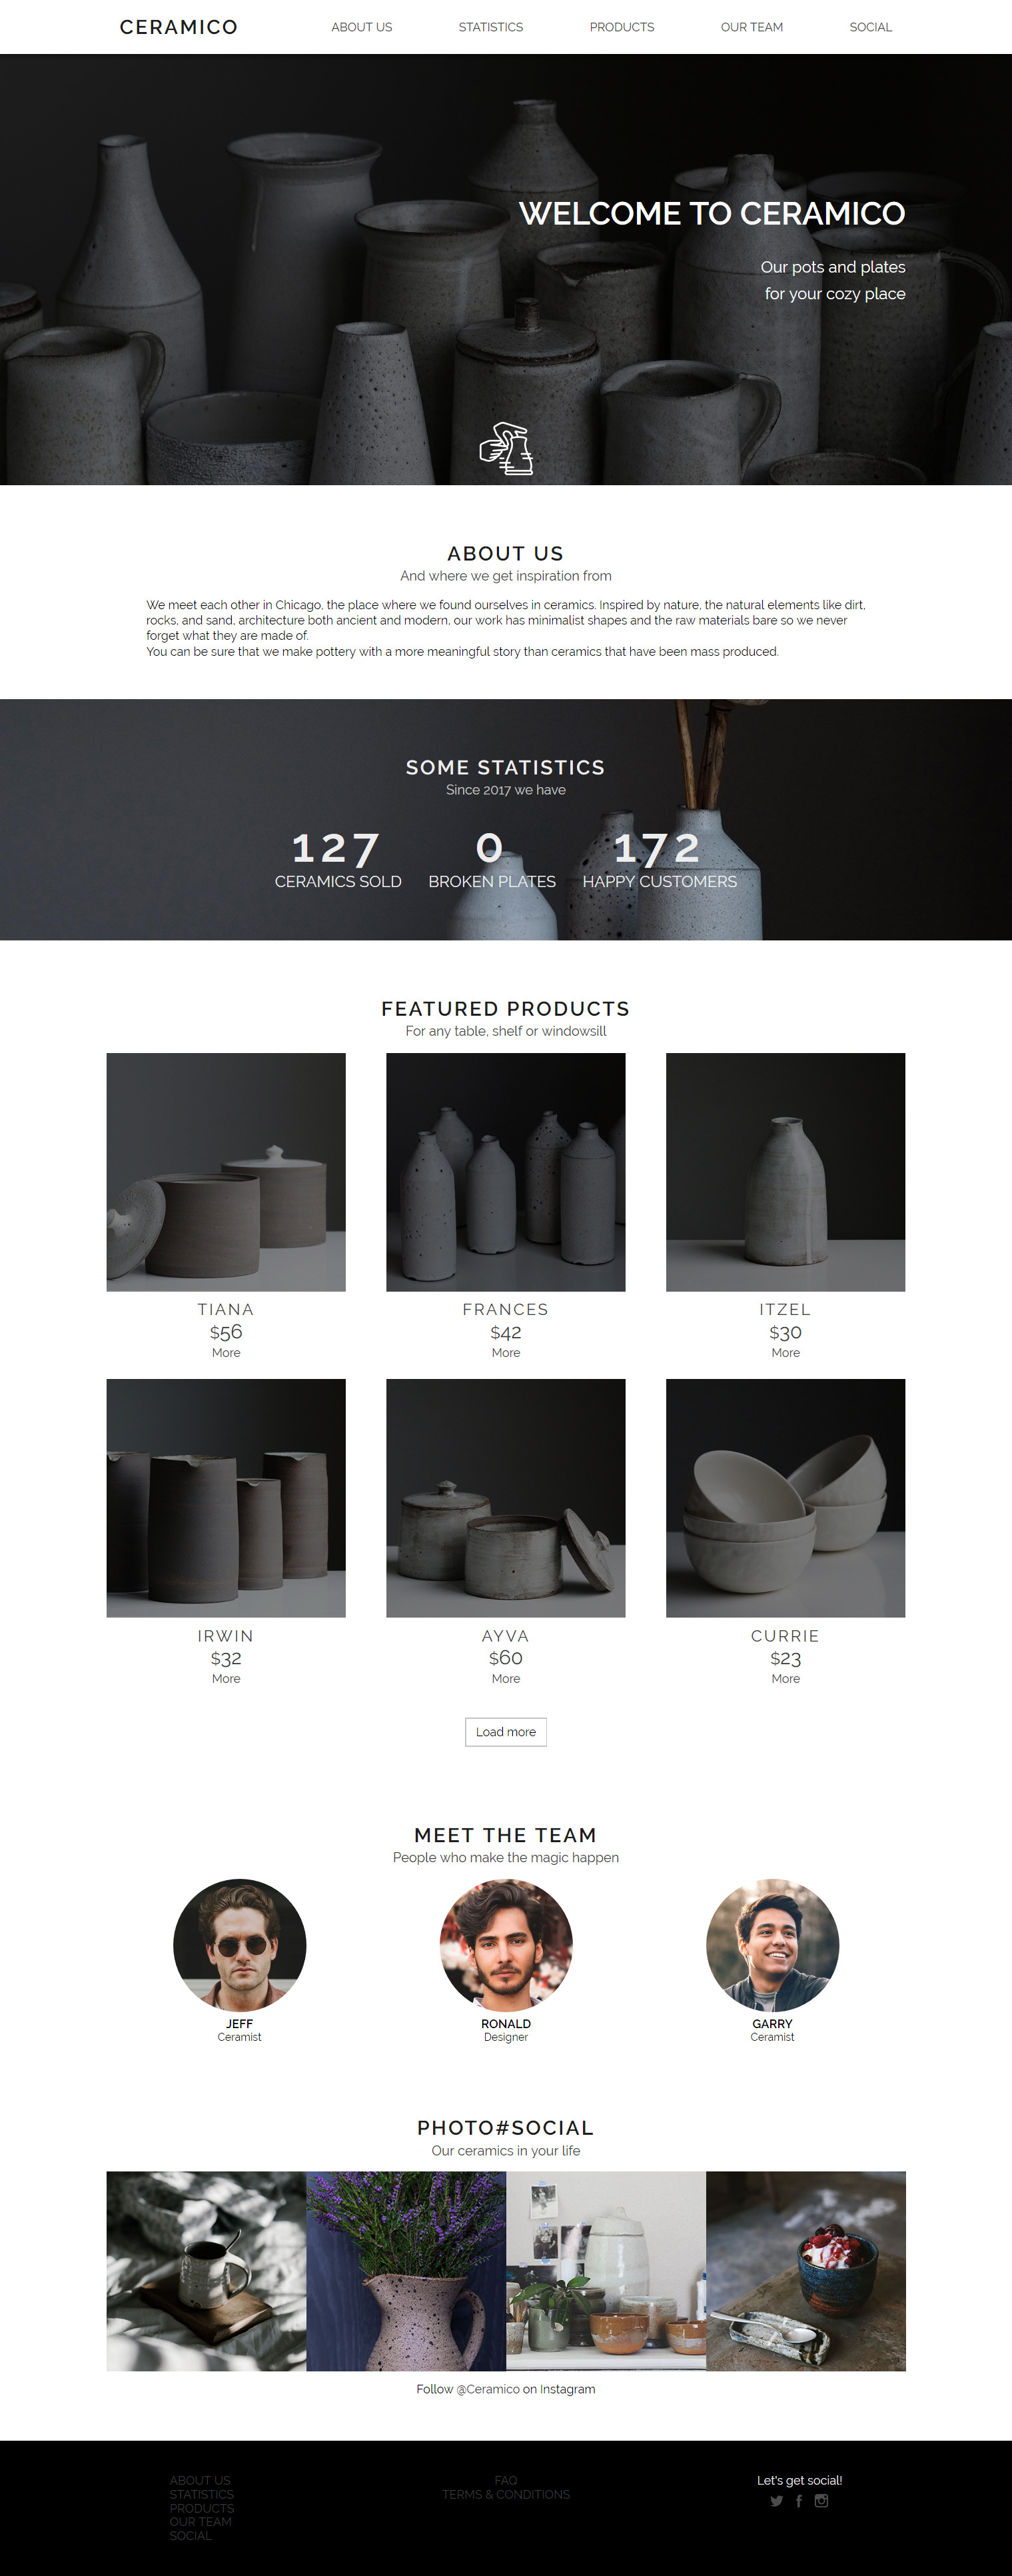 CERAMICO
ABOUT US
STATISTICS
PRODUCTS
OUR TEAM
SOCIAL
WELCOME TO CERAMICO
Our pots and plates
for your cozy place
ABOUT US
And where we get inspiration from
We meet each other in Chicago, the place where we found ourselves in ceramics. Inspired by nature, the natural elements like dirt,
rocks, and sand, architecture both ancient and modern, our work has minimalist shapes and the raw materials bare so we never
forget what they are made of.
You can be sure that we make pottery with a more meaningful story than ceramics that have been mass produced.
SOME STATISTICS
Since 2017 we have
127
CERAMICS SOLD
0
BROKEN PLATES
172
HAPPY CUSTOMERS
FEATURED PRODUCTS
For any table, shelf or windowsill
TIANA
$56
More
FRANCES
$42
More
ITZEL
$30
More
IRWIN
$32
More
AYVA
$60
More
CURRIE
$23
More
Load more
MEET THE TEAM
People who make the magic happen
JEFF
Ceramist
RONALD
Designer
GARRY
Ceramist
PHOTO#SOCIAL
Our ceramics in your life
Follow @Ceramico on Instagram
ABOUT US
STATISTICS
PRODUCTS
OUR TEAM
SOCIAL
FAQ
TERMS & CONDITIONS
Let's get social!